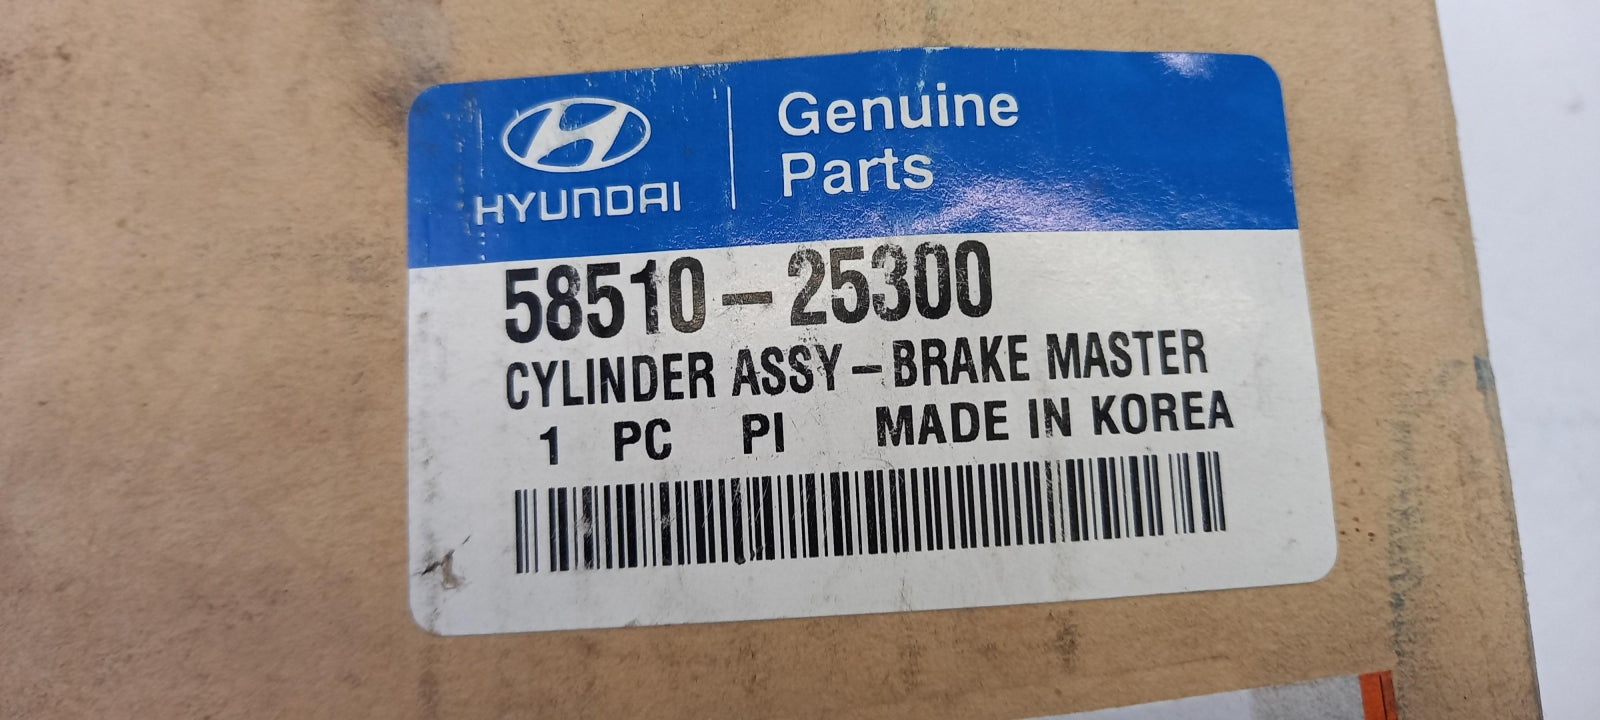 HYUNDAI
Genuine
Parts
58510-25300
CYLINDER ASSY-BRAKE MASTER
1 PC PI MADE IN KOREA